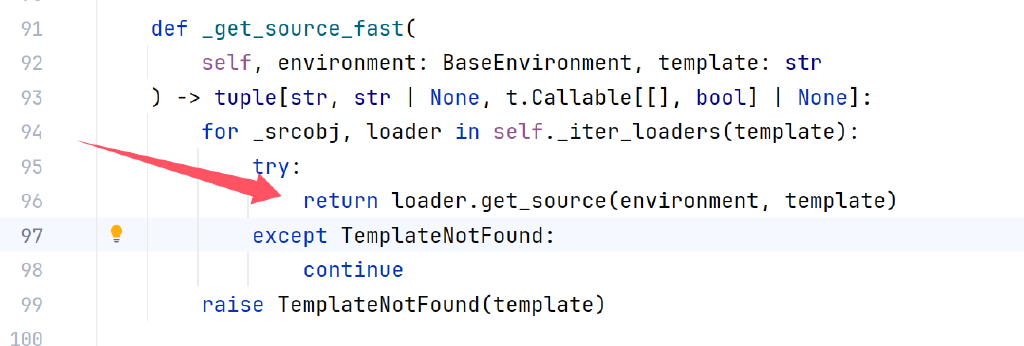 91 def _get_source_fast(
92 self, environment: BaseEnvironment, template: str
93 ) -> tuple[str, str | None, t.Callable[[], bool] | None]:
94 for _srcobj, loader in self._iter_loaders(template):
95 try:
96 return loader.get_source(environment, template)
97 except TemplateNotFound:
98 continue
99 raise TemplateNotFound(template)
100